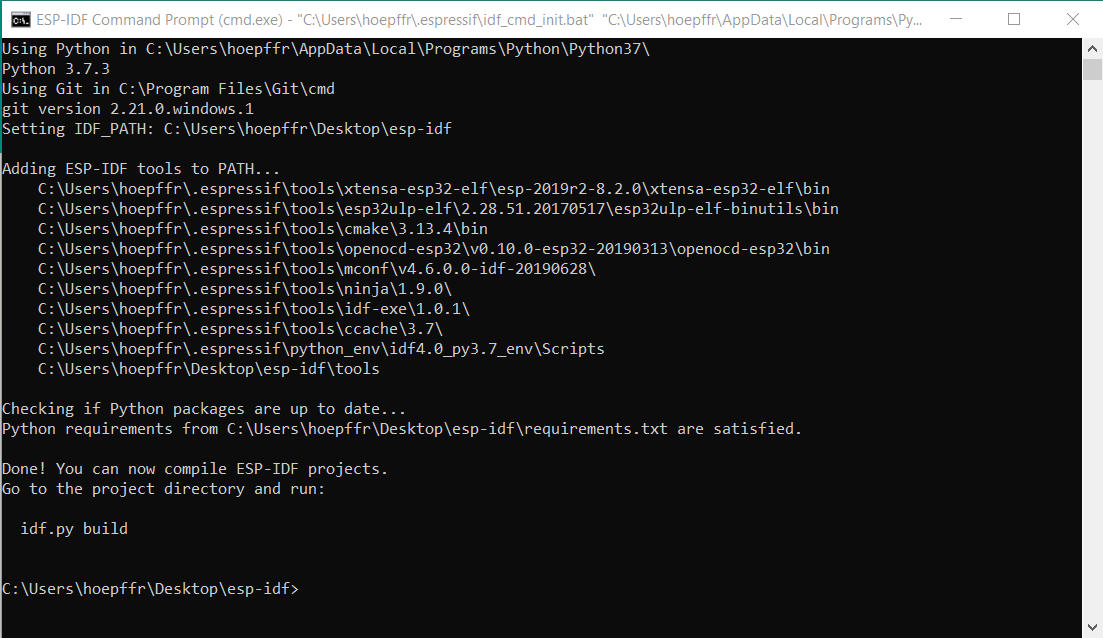 ESP-IDF Command Prompt (cmd.exe) - "C:\Users\hoepffr\.espressif\idf_cmd_init.bat"  "C:\Users\hoepffr\AppData\Local\Programs\Py...
Using Python in C:\Users\hoepffr\AppData\Local\Programs\Python\Python37\
Python 3.7.3
Using Git in C:\Program Files\Git\cmd
git version 2.21.0.windows.1
Setting IDF_PATH: C:\Users\hoepffr\Desktop\esp-idf

Adding ESP-IDF tools to PATH...
    C:\Users\hoepffr\.espressif\tools\xtensa-esp32-elf\esp-2019r2-8.2.0\xtensa-esp32-elf\bin
    C:\Users\hoepffr\.espressif\tools\esp32ulp-elf\2.28.51.20170517\esp32ulp-elf-binutils\bin
    C:\Users\hoepffr\.espressif\tools\cmake\3.13.4\bin
    C:\Users\hoepffr\.espressif\tools\openocd-esp32\v0.10.0-esp32-20190313\openocd-esp32\bin
    C:\Users\hoepffr\.espressif\tools\mconf\v4.6.0.0-idf-20190628\
    C:\Users\hoepffr\.espressif\tools\ninja\1.9.0\
    C:\Users\hoepffr\.espressif\tools\idf-exe\1.0.1\
    C:\Users\hoepffr\.espressif\tools\ccache\3.7\
    C:\Users\hoepffr\.espressif\python_env\idf4.0_py3.7_env\Scripts
    C:\Users\hoepffr\Desktop\esp-idf\tools

Checking if Python packages are up to date...
Python requirements from C:\Users\hoepffr\Desktop\esp-idf\requirements.txt are satisfied.

Done! You can now compile ESP-IDF projects.
Go to the project directory and run:

  idf.py build


C:\Users\hoepffr\Desktop\esp-idf>